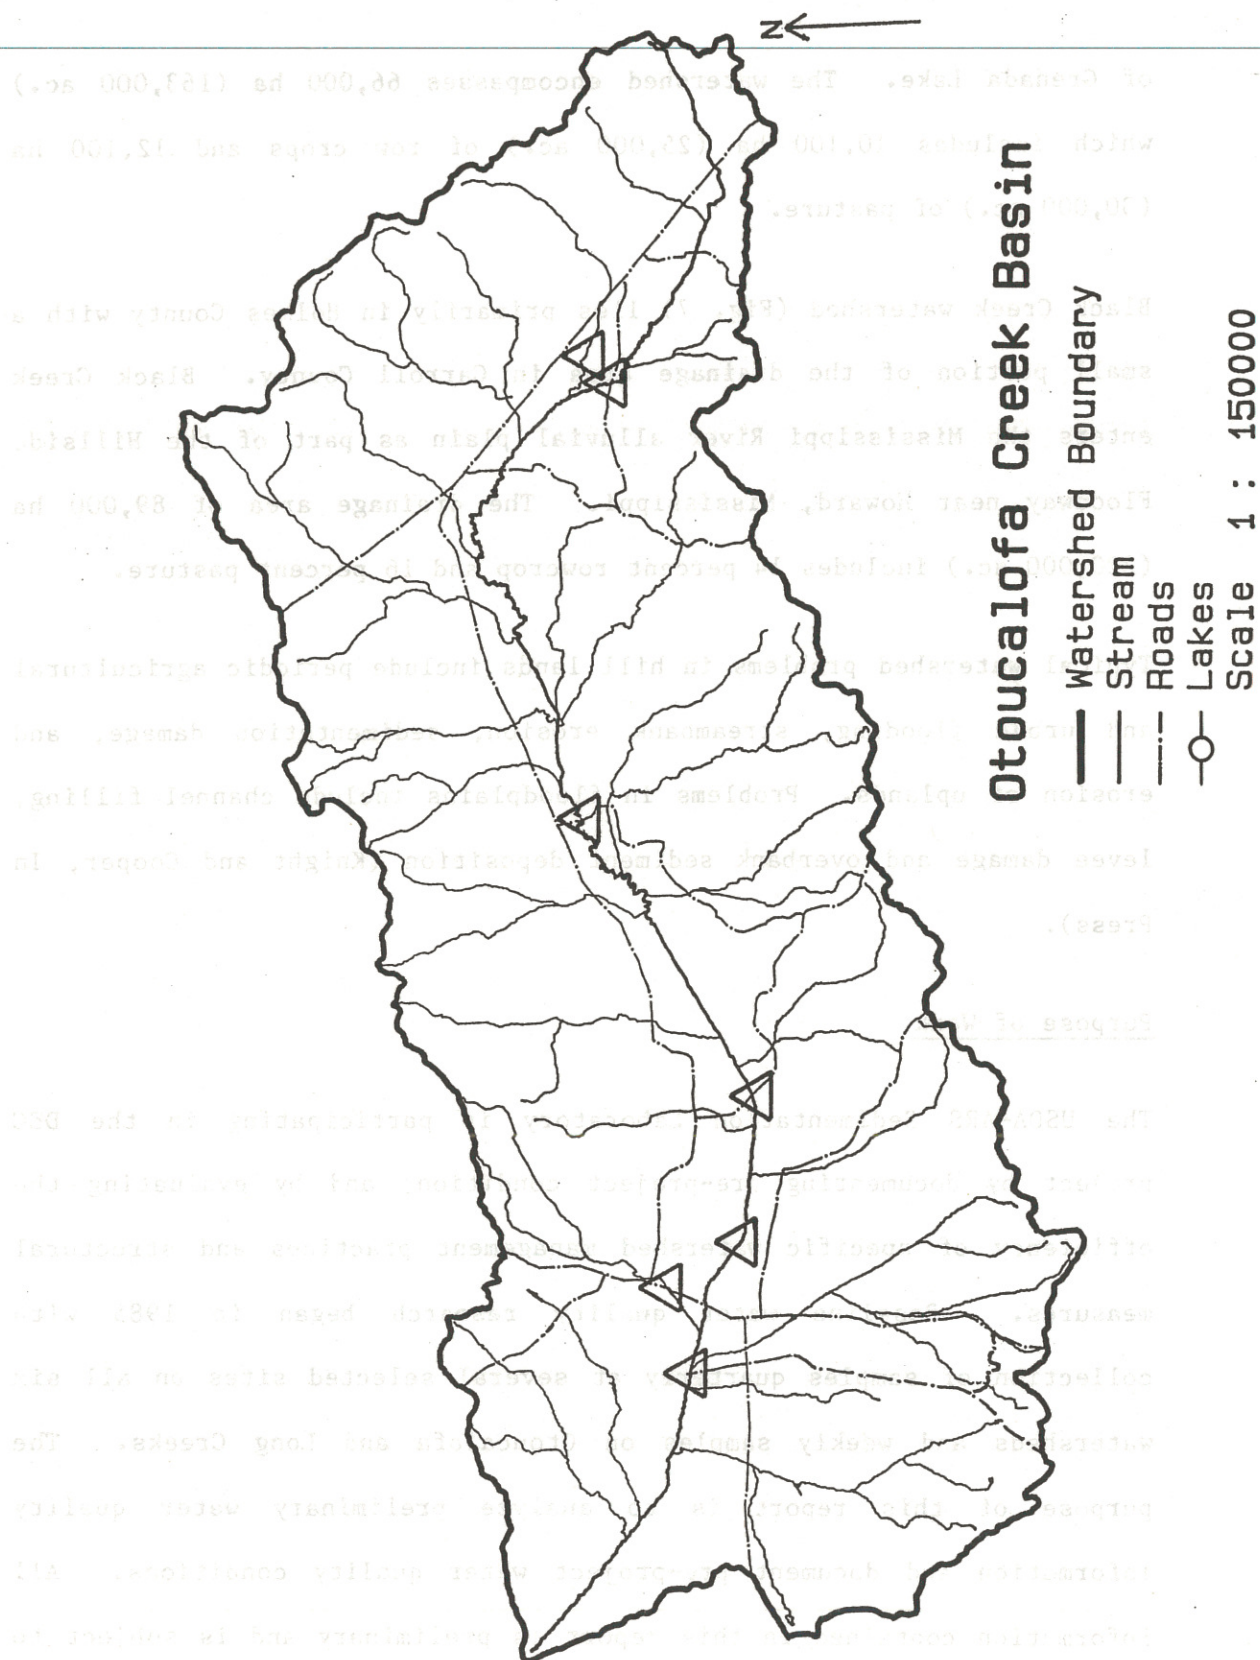 N
Otoucalofa Creek Basin
Watershed Boundary
Stream
Roads
Lakes
Scale 1 : 150000
of Grenada Lake. The watershed encompasses 66,000 ha (163,000 ac.)
which includes 10,100 ha (25,000 ac.) of row crops and 12,100 ha
(30,000 ac.) of pasture.
Black Creek watershed (Fig. 7) lies primarily in Holmes County with a
small portion of the drainage area in Carroll County. Black Creek
enters the Mississippi River alluvial plain as part of the Hillside
Floodway near Howard, Mississippi. The drainage area of 89,000 ha
ac.) includes 14 percent rowcrop and 16 percent pasture.
Typical watershed problems in hill lands include periodic agricultural
and urban flooding, streambank erosion, sedimentation damage, and
erosion of uplands. Problems in floodplains include channel filling,
levee damage and overbank sediment deposition (Knight and Cooper, In
Press).
Purpose of Work
The USDA-ARS Sedimentation Laboratory is participating in the DEC
project by documenting pre-project condition, and by evaluating the
efficiency of specific watershed management practices and structural
measures. water quality research began in 1985 with
collection of samples quarterly at several selected sites on all six
watersheds and weekly samples on Otoucalofa and Long Creeks. The
purpose of this report is to analyze preliminary water quality
information and document pre-project water quality conditions. All
information contained in this report is preliminary and is subject to